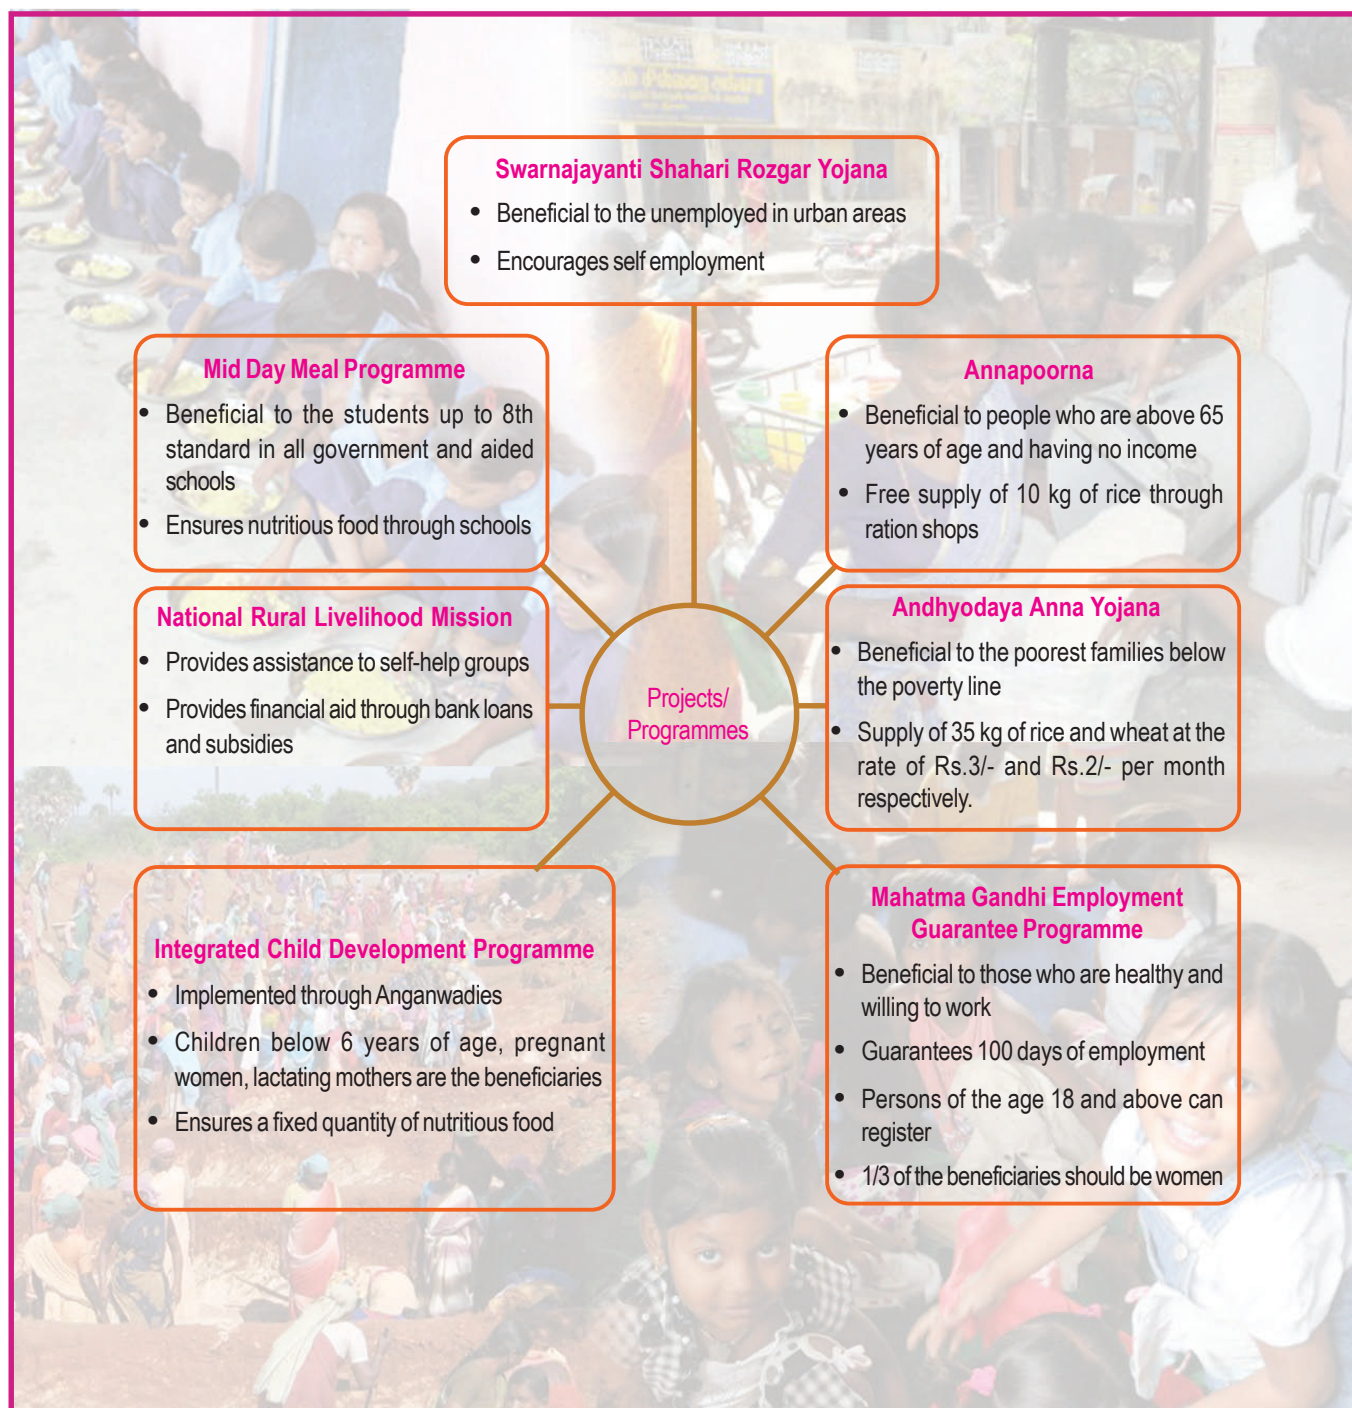 Swarnajayanti Shahari Rozgar Yojana
• Beneficial to the unemployed in urban areas
• Encourages self employment
Mid Day Meal Programme
• Beneficial to the students up to 8th
standard in all government and aided
schools
• Ensures nutritious food through schools
Annapoorna
• Beneficial to people who are above 65
years of age and having no income
• Free supply of 10 kg of rice through
ration shops
National Rural Livelihood Mission
• Provides assistance to self-help groups
• Provides financial aid through bank loans
and subsidies
Projects/
Programmes
Andhyodaya Anna Yojana
• Beneficial to the poorest families below
the poverty line
• Supply of 35 kg of rice and wheat at the
rate of Rs.3/- and Rs.2/- per month
respectively.
Integrated Child Development Programme
• Implemented through Anganwadies
• Children below 6 years of age, pregnant
women, lactating mothers are the beneficiaries
• Ensures a fixed quantity of nutritious food
Mahatma Gandhi Employment
Guarantee Programme
• Beneficial to those who are healthy and
willing to work
• Guarantees 100 days of employment
• Persons of the age 18 and above can
register
• 1/3 of the beneficiaries should be women